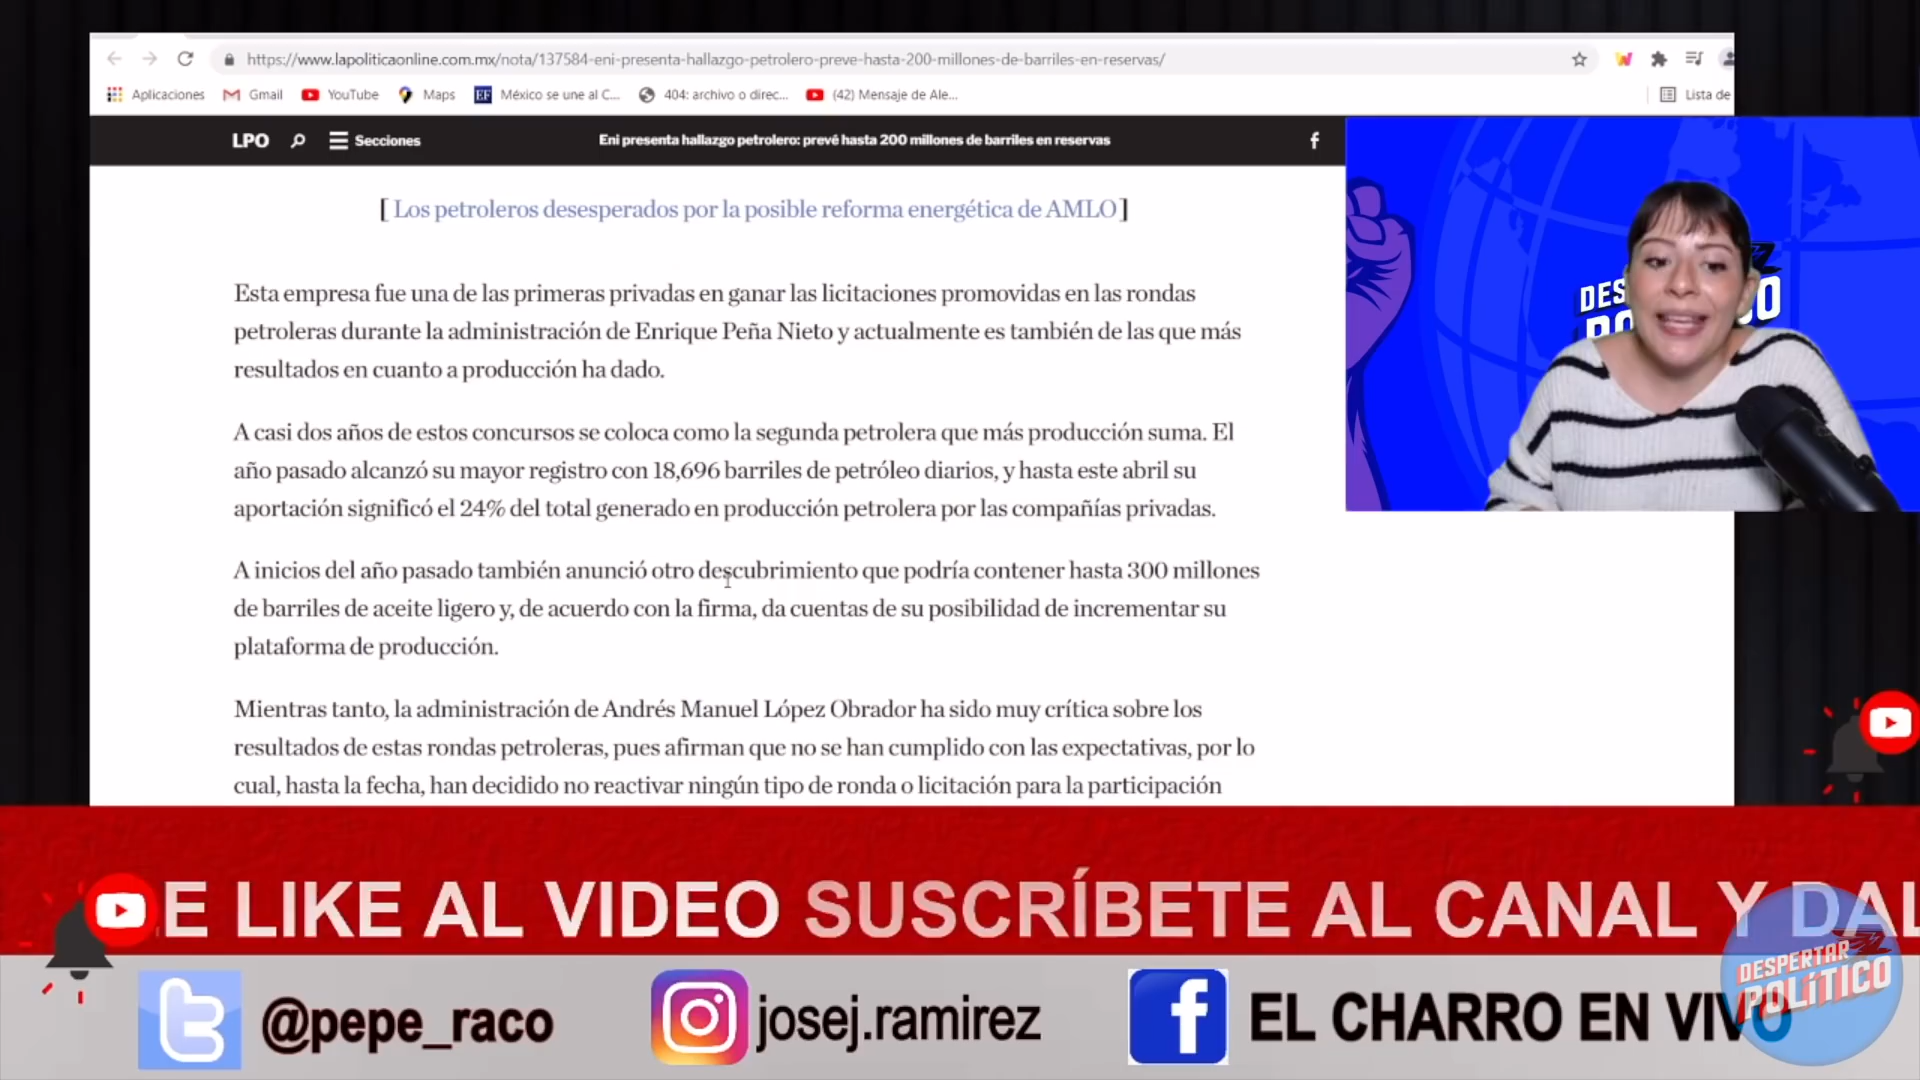 https://www.lapoliticaonline.com.mx/nota/137584-eni-presenta-hallazgo-petrolero-preve-hasta-200-millones-de-barriles-en-reservas/
Aplicaciones Gmail YouTube Maps EF México se une al C... 404: archivo o direc... (42) Mensaje de Ale... Lista de
LPO Secciones Eni presenta hallazgo petrolero: prevé hasta 200 millones de barriles en reservas
[ Los petroleros desesperados por la posible reforma energética de AMLO]
Esta empresa fue una de las primeras privadas en ganar las licitaciones promovidas en las rondas
petroleras durante la administración de Enrique Peña Nieto y actualmente es también de las que más
resultados en cuanto a producción ha dado.
A casi dos años de estos concursos se coloca como la segunda petrolera que más producción suma. El
año pasado alcanzó su mayor registro con 18,696 barriles de petróleo diarios, y hasta este abril su
aportación significó el 24% del total generado en producción petrolera por las compañías privadas.
A inicios del año pasado también anunció otro descubrimiento que podría contener hasta 300 millones
de barriles de aceite ligero y, de acuerdo con la firma, da cuentas de su posibilidad de incrementar su
plataforma de producción.
Mientras tanto, la administración de Andrés Manuel López Obrador ha sido muy crítica sobre los
resultados de estas rondas petroleras, pues afirman que no se han cumplido con las expectativas, por lo
cual, hasta la fecha, han decidido no reactivar ningún tipo de ronda o licitación para la participación
E LIKE AL VIDEO SUSCRÍBETE AL CANAL Y DAL
DESPERTAR
POLÍTICO
@pepe_raco josej.ramirez EL CHARRO EN VIVO